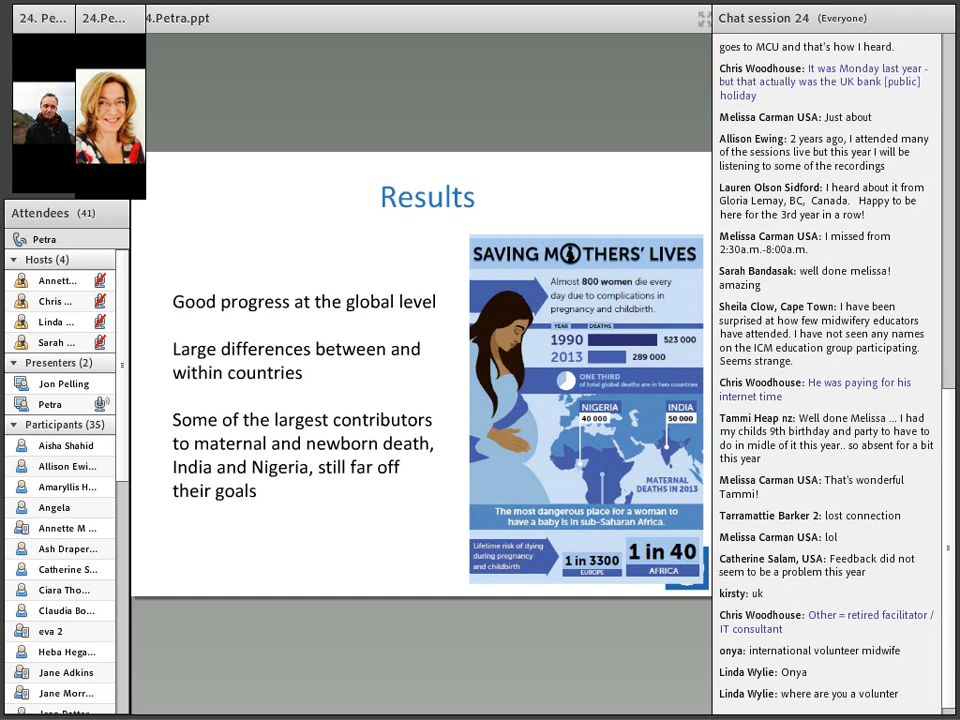 24. Pe...
24.Pe...
4.Petra.ppt
Attendees (41)
Petra
Hosts (4)
Annett...
Chris ...
Linda ...
Sarah ...
Presenters (2)
Jon Pelling
Petra
Participants (35)
Aisha Shahid
Allison Ewi...
Amaryllis H...
Angela
Annette M ...
Ash Draper...
Catherine S...
Ciara Tho...
Claudia Bo...
eva 2
Heba Hega...
Jane Adkins
Jane Morr...
Results
Good progress at the global level
Large differences between and
within countries
Some of the largest contributors
to maternal and newborn death,
India and Nigeria, still far off
their goals
SAVING MOTHERS' LIVES
Almost 800 women die every
day due to complications in
pregnancy and childbirth.
YEAR DEATHS
1990 523 000
2013 289 000
ONE THIRD
of total global deaths are in two countries
NIGERIA
40 000
INDIA
50 000
MATERNAL
DEATHS IN 2013
The most dangerous place for a woman to
have a baby is in sub-Saharan Africa.
Lifetime risk of dying
during pregnancy
and childbirth
1 in 3300
EUROPE
1 in 40
AFRICA
Chat session 24 (Everyone)
goes to MCU and that's how I heard.
Chris Woodhouse: It was Monday last year -
but that actually was the UK bank [public]
holiday
Melissa Carman USA: Just about
Allison Ewing: 2 years ago, I attended many
of the sessions live but this year I will be
listening to some of the recordings
Lauren Olson Sidford: I heard about it from
Gloria Lemay, BC, Canada. Happy to be
here for the 3rd year in a row!
Melissa Carman USA: I missed from
2:30a.m.-8:00a.m.
Sarah Bandasak: well done melissa!
amazing
Sheila Clow, Cape Town: I have been
surprised at how few midwifery educators
have attended. I have not seen any names
on the ICM education group participating.
Seems strange.
Chris Woodhouse: He was paying for his
internet time
Tammi Heap nz: Well done Melissa ... I had
my childs 9th birthday and party to have to
do in midle of it this year.. so absent for a bit
this year
Melissa Carman USA: That's wonderful
Tammi!
Tarramattie Barker 2: lost connection
Melissa Carman USA: lol
Catherine Salam, USA: Feedback did not
seem to be a problem this year
kirsty: uk
Chris Woodhouse: Other = retired facilitator /
IT consultant
onya: international volunteer midwife
Linda Wylie: Onya
Linda Wylie: where are you a volunter